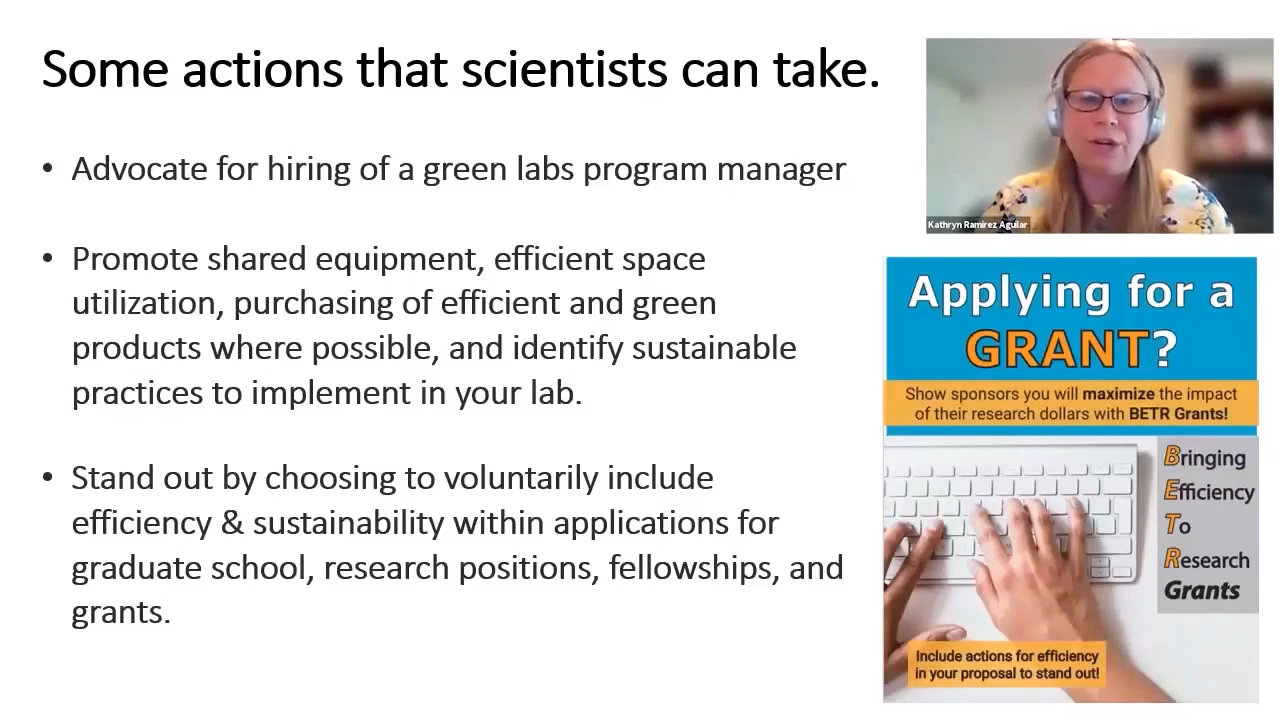 Some actions that scientists can take.
• Advocate for hiring of a green labs program manager
• Promote shared equipment, efficient space
utilization, purchasing of efficient and green
products where possible, and identify sustainable
practices to implement in your lab.
• Stand out by choosing to voluntarily include
efficiency & sustainability within applications for
graduate school, research positions, fellowships, and
grants.
Kathryn Ramirez Aguilar
Applying for a
GRANT?
Show sponsors you will maximize the impact
of their research dollars with BETR Grants!
Bringing
Efficiency
To
Research
Grants
Include actions for efficiency
in your proposal to stand out!